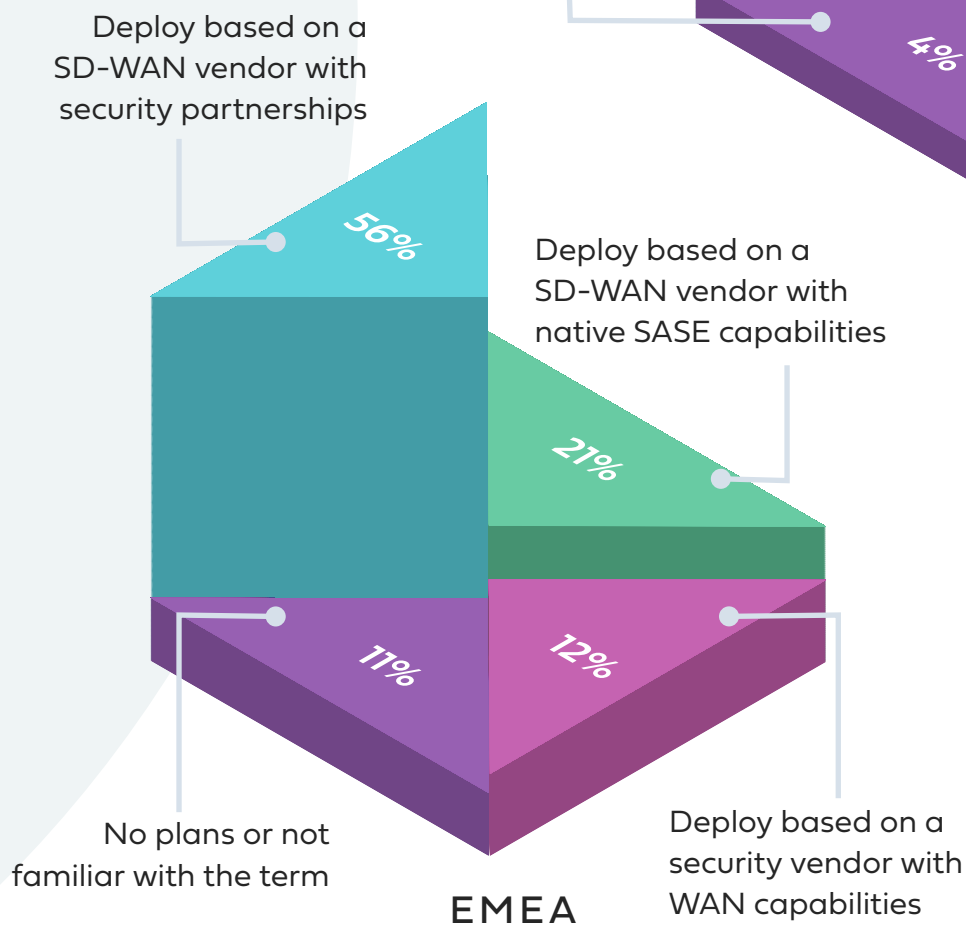 Deploy based on a
SD-WAN vendor with
security partnerships
4%
56%
Deploy based on a
SD-WAN vendor with
native SASE capabilities
21%
11%
12%
No plans or not
familiar with the term
Deploy based on a
security vendor with
WAN capabilities
EMEA